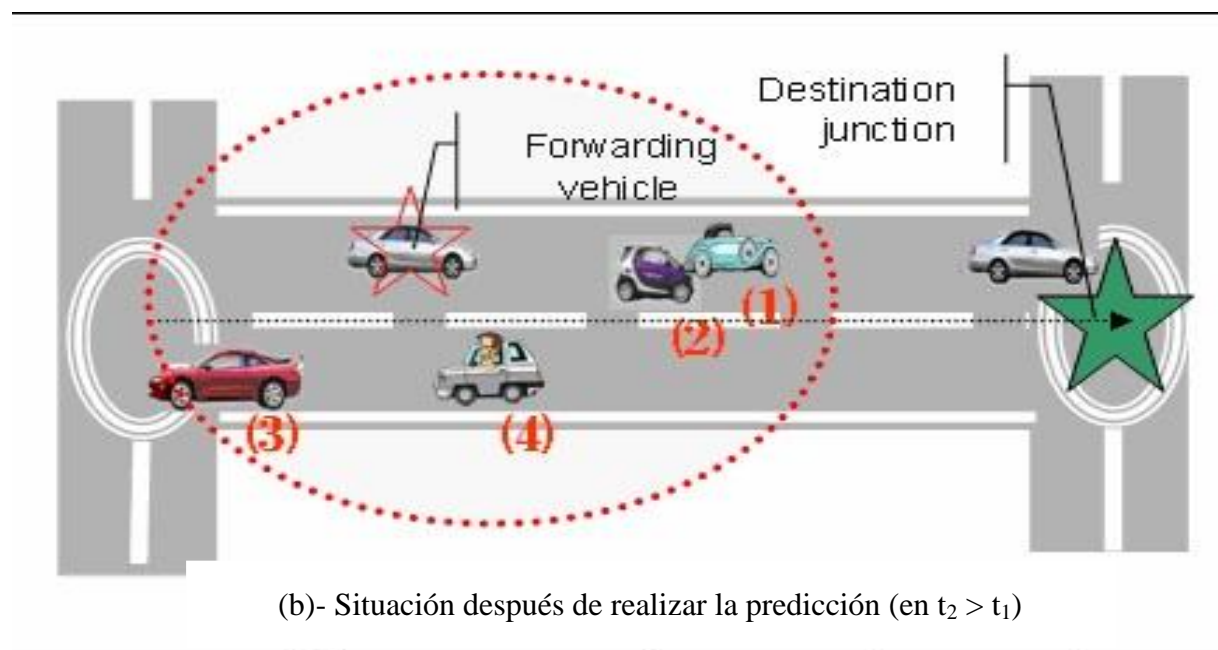 Destination
junction
Forwarding
vehicle
(1)
(2)
(3)
(4)
(b)- Situación después de realizar la predicción (en t₂ > t₁)